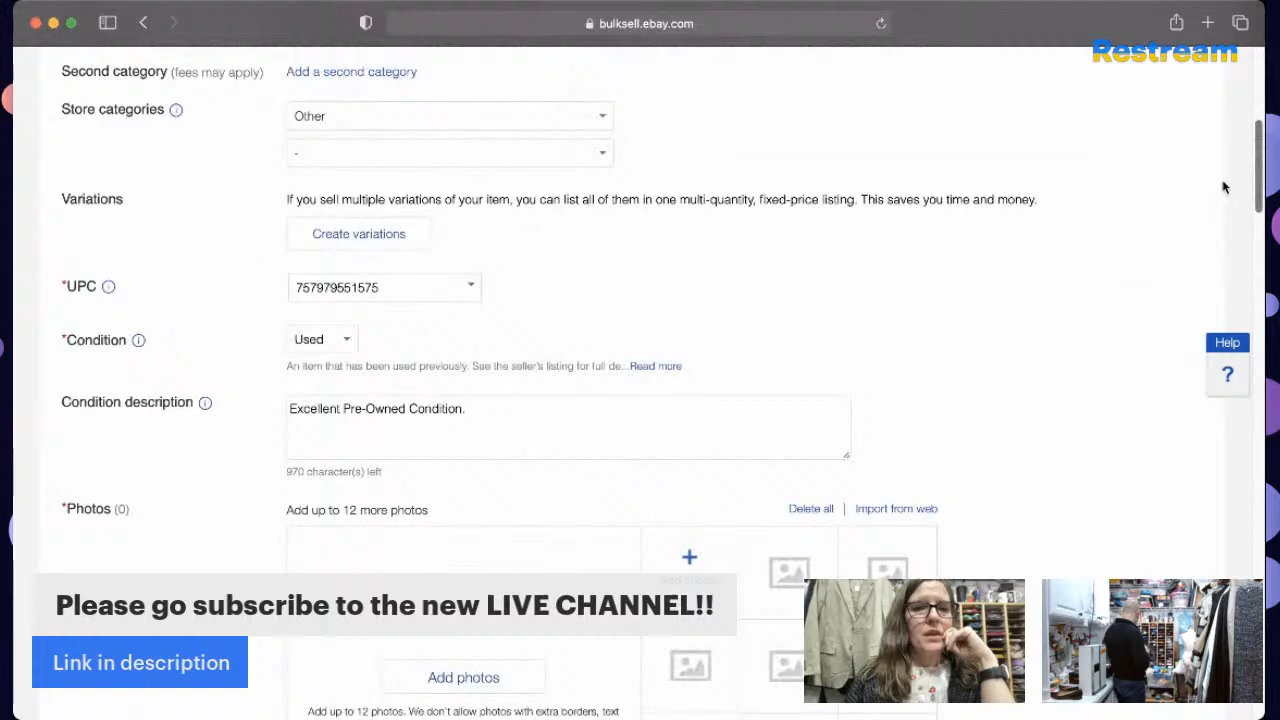 bulksell.ebay.com
Restream
Second category (fees may apply) Add a second category
Store categories Other
-
Variations If you sell multiple variations of your item, you can list all of them in one multi-quantity, fixed-price listing. This saves you time and money.
Create variations
*UPC 757979551575
Help
?
*Condition Used
An item that has been used previously. See the seller's listing for full de...Read more
Condition description Excellent Pre-Owned Condition.
970 character(s) left
*Photos (0) Add up to 12 more photos Delete all | Import from web
Add photos
Please go subscribe to the new LIVE CHANNEL!!
Link in description
Add photos
Add up to 12 photos. We don't allow photos with extra borders, text